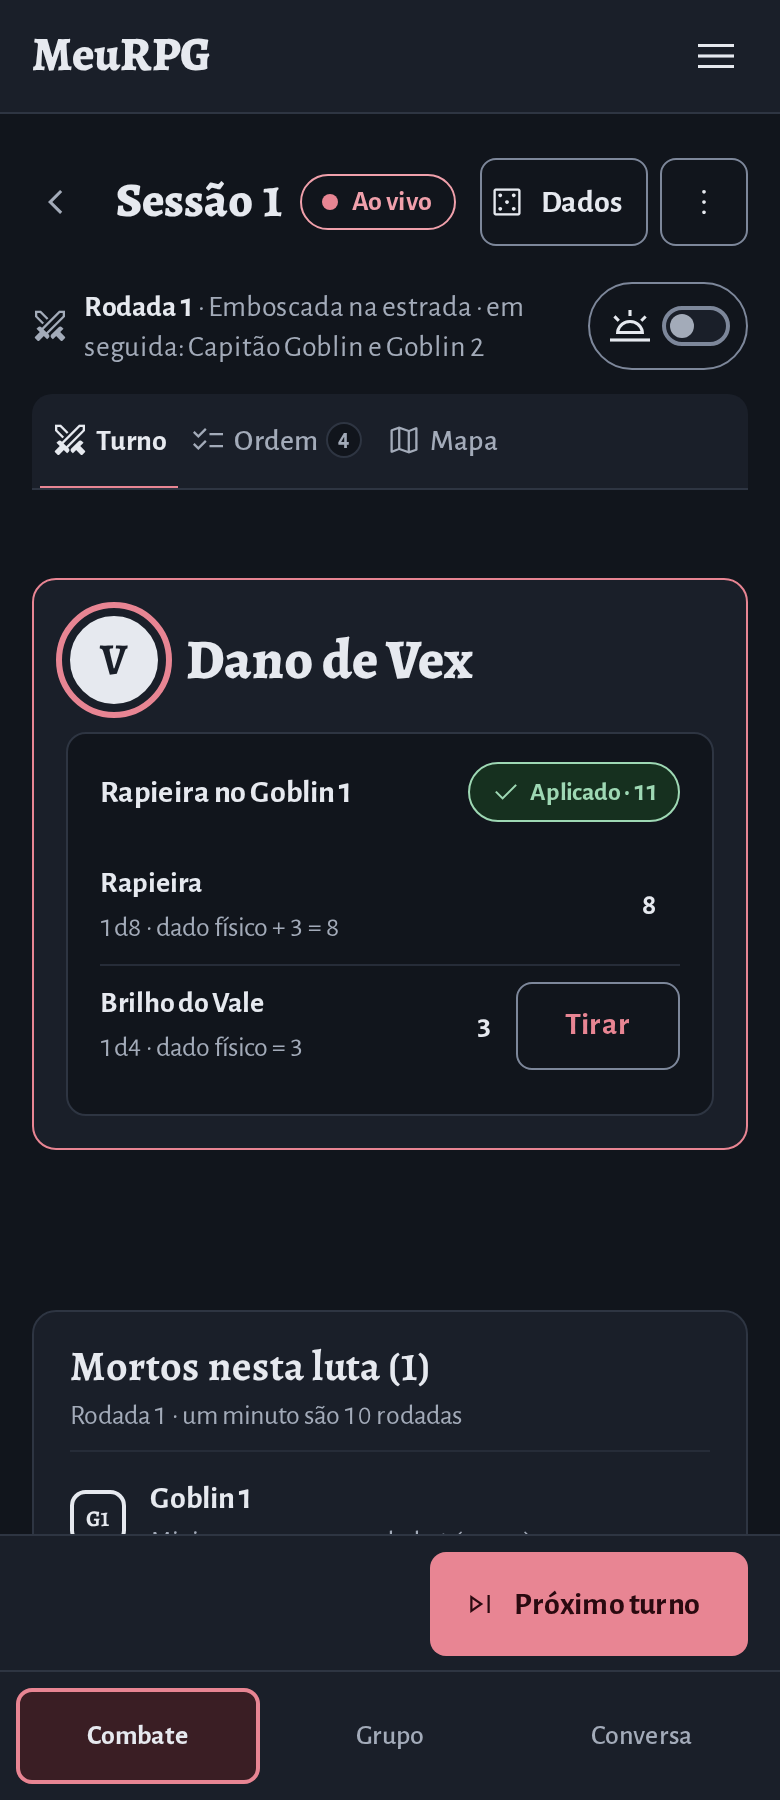 MeuRPG
Sessão 1
Ao vivo
Dados
Rodada 1 · Emboscada na estrada · em
seguida: Capitão Goblin e Goblin 2
Turno
Ordem 4
Mapa
V
Dano de Vex
Rapieira no Goblin 1
Aplicado · 11
Rapieira
8
1d8 · dado físico + 3 = 8
Brilho do Vale
3
Tirar
1d4 · dado físico = 3
Mortos nesta luta (1)
Rodada 1 · um minuto são 10 rodadas
Goblin 1
G1
Próximo turno
Combate
Grupo
Conversa